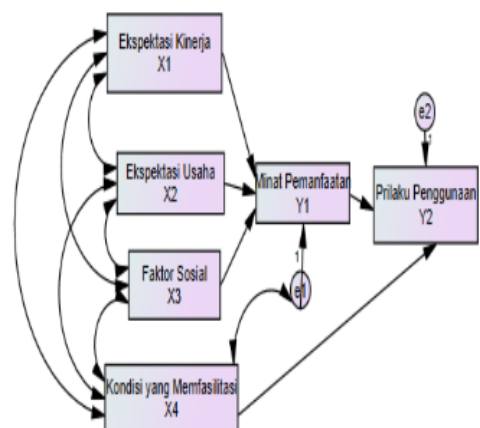 Ekspektasi Kinerja
X1
e2
1
Ekspektasi Usaha
X2
Minat Pemanfaatan
Y1
Prilaku Penggunaan
Y2
Faktor Sosial
X3
1
e1
Kondisi yang Memfasilitasi
X4